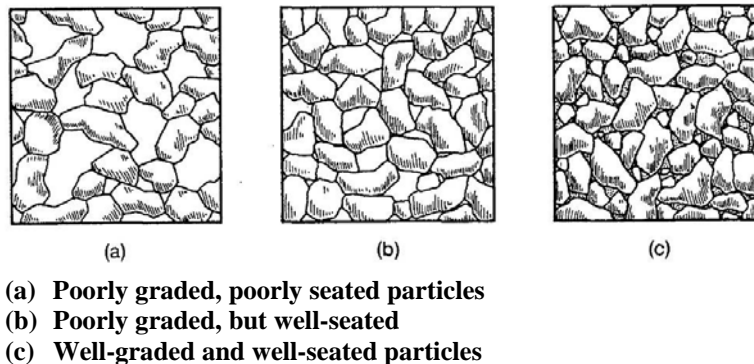 (a) (b) (c)
(a) Poorly graded, poorly seated particles
(b) Poorly graded, but well-seated
(c) Well-graded and well-seated particles